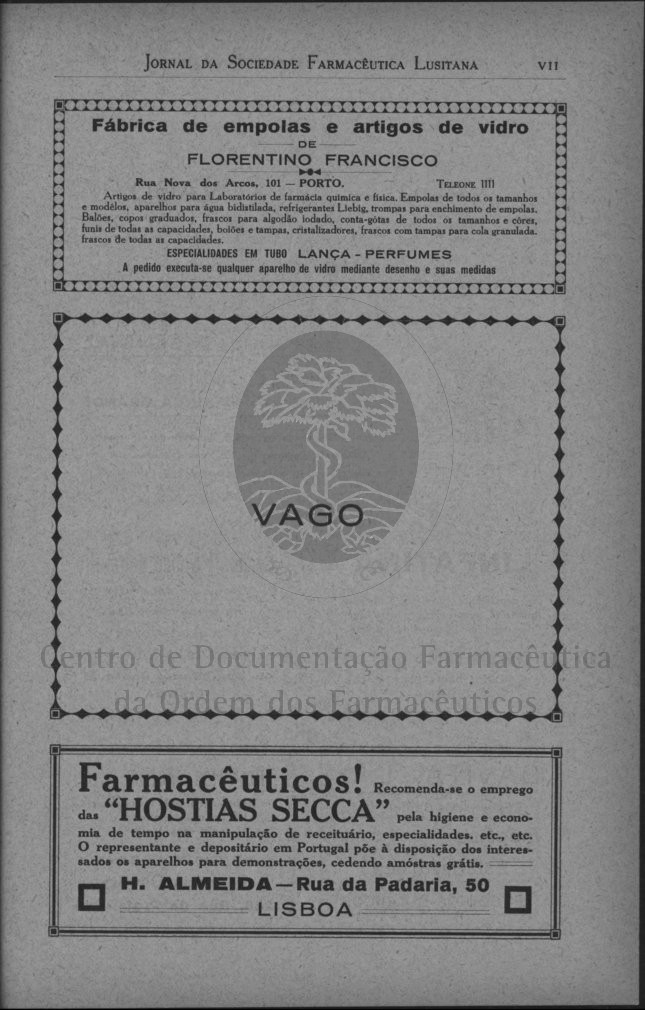 JORNAL DA SOCIEDADE FARMACÊUTICA LUSITANA VII
Fábrica de empolas e artigos de vidro
DE
FLORENTINO FRANCISCO
Rua Nova dos Arcos, 101 — PORTO. TELEONE 1111
Artigos de vidro para Laboratórios de farmácia quimica e fisica. Empolas de todos os tamanhos
e modêlos, aparelhos para água bidistilada, refrigerantes Liebig, trompas para enchimento de empolas.
Balões, copos graduados, frascos para algodão iodado, conta-gôtas de todos os tamanhos e côres,
funis de todas as capacidades, bolões e tampas, cristalizadores, frascos com tampas para cola granulada.
frascos de todas as capacidades.
ESPECIALIDADES EM TUBO LANÇA - PERFUMES
A pedido executa-se qualquer aparelho de vidro mediante desenho e suas medidas
VAGO
Centro de Documentação Farmacêutica
da Ordem dos Farmacêuticos
Farmacêuticos! Recomenda-se o emprego
das "HOSTIAS SECCA" pela higiene e econo-
mia de tempo na manipulação de receituário, especialidades. etc., etc.
O representante e depositário em Portugal põe à disposição dos interes-
sados os aparelhos para demonstrações, cedendo amóstras grátis.
H. ALMEIDA — Rua da Padaria, 50
LISBOA